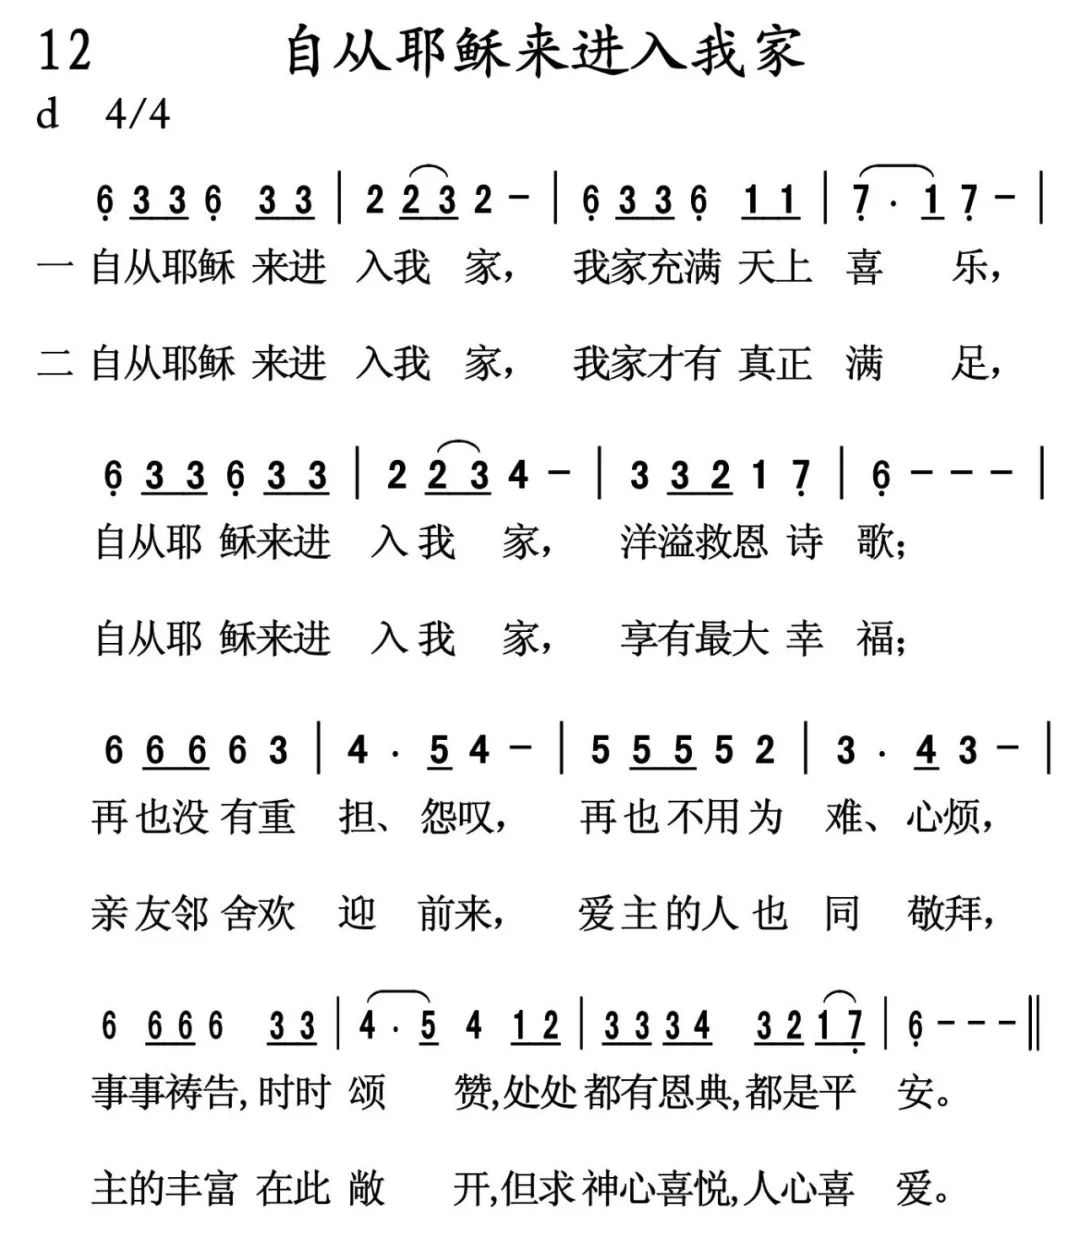 12 自从耶稣来进入我家
d 4/4
6̣ 3 3 6̣ 3 3 | 2 2 3 2 – | 6̣ 3 3 6̣ 1 1 | 7̣ · 1 7̣ – |
一 自从耶稣 来进 入我 家， 我家充满 天上 喜 乐，
二 自从耶稣 来进 入我 家， 我家才有 真正 满 足，
6̣ 3 3 6̣ 3 3 | 2 2 3 4 – | 3 3 2 1 7̣ | 6̣ – – – |
自从耶 稣来进 入 我 家， 洋溢救恩 诗 歌；
自从耶 稣来进 入 我 家， 享有最大 幸 福；
6 6 6 6 3 | 4 · 5 4 – | 5 5 5 5 2 | 3 · 4 3 – |
再也没有重 担、 怨叹， 再也不用为 难、心烦，
亲友邻舍欢 迎 前来， 爱主的人也 同 敬拜，
6 6 6 6 3 3 | 4 · 5 4 1 2 | 3 3 3 4 3 2 1 7̣ | 6̣ – – – ‖
事事祷告,时时 颂 赞,处处都有恩典,都是平 安。
主的丰富 在此 敞 开,但求神心喜悦,人心喜 爱。